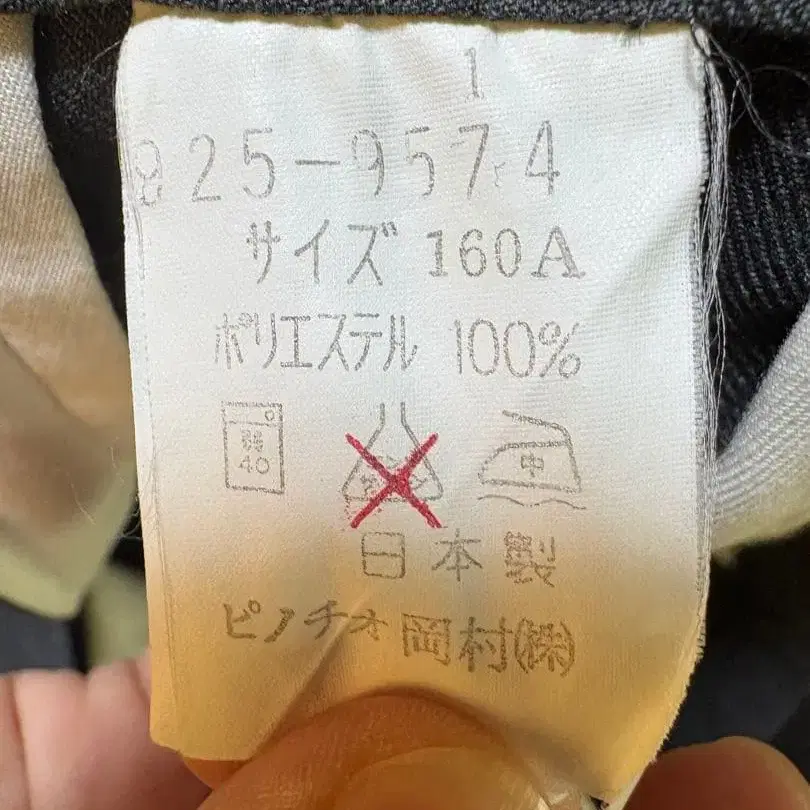 1
825-9574
サイズ 160A
ポリエステル 100%
弱
40
中
日本製
ピノチオ 岡村(株)